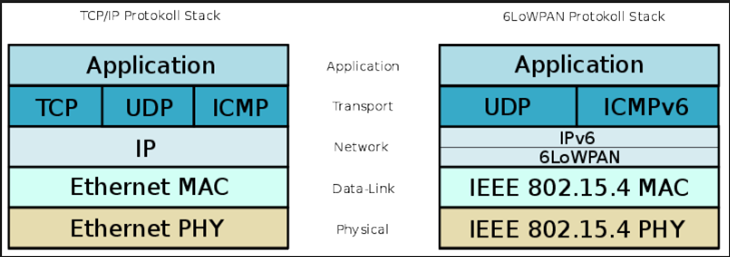 TCP/IP Protokoll Stack
6LoWPAN Protokoll Stack
Application
Application
Application
TCP
UDP
ICMP
Transport
UDP
ICMPv6
IP
Network
IPv6
6LoWPAN
Ethernet MAC
Data-Link
IEEE 802.15.4 MAC
Ethernet PHY
Physical
IEEE 802.15.4 PHY